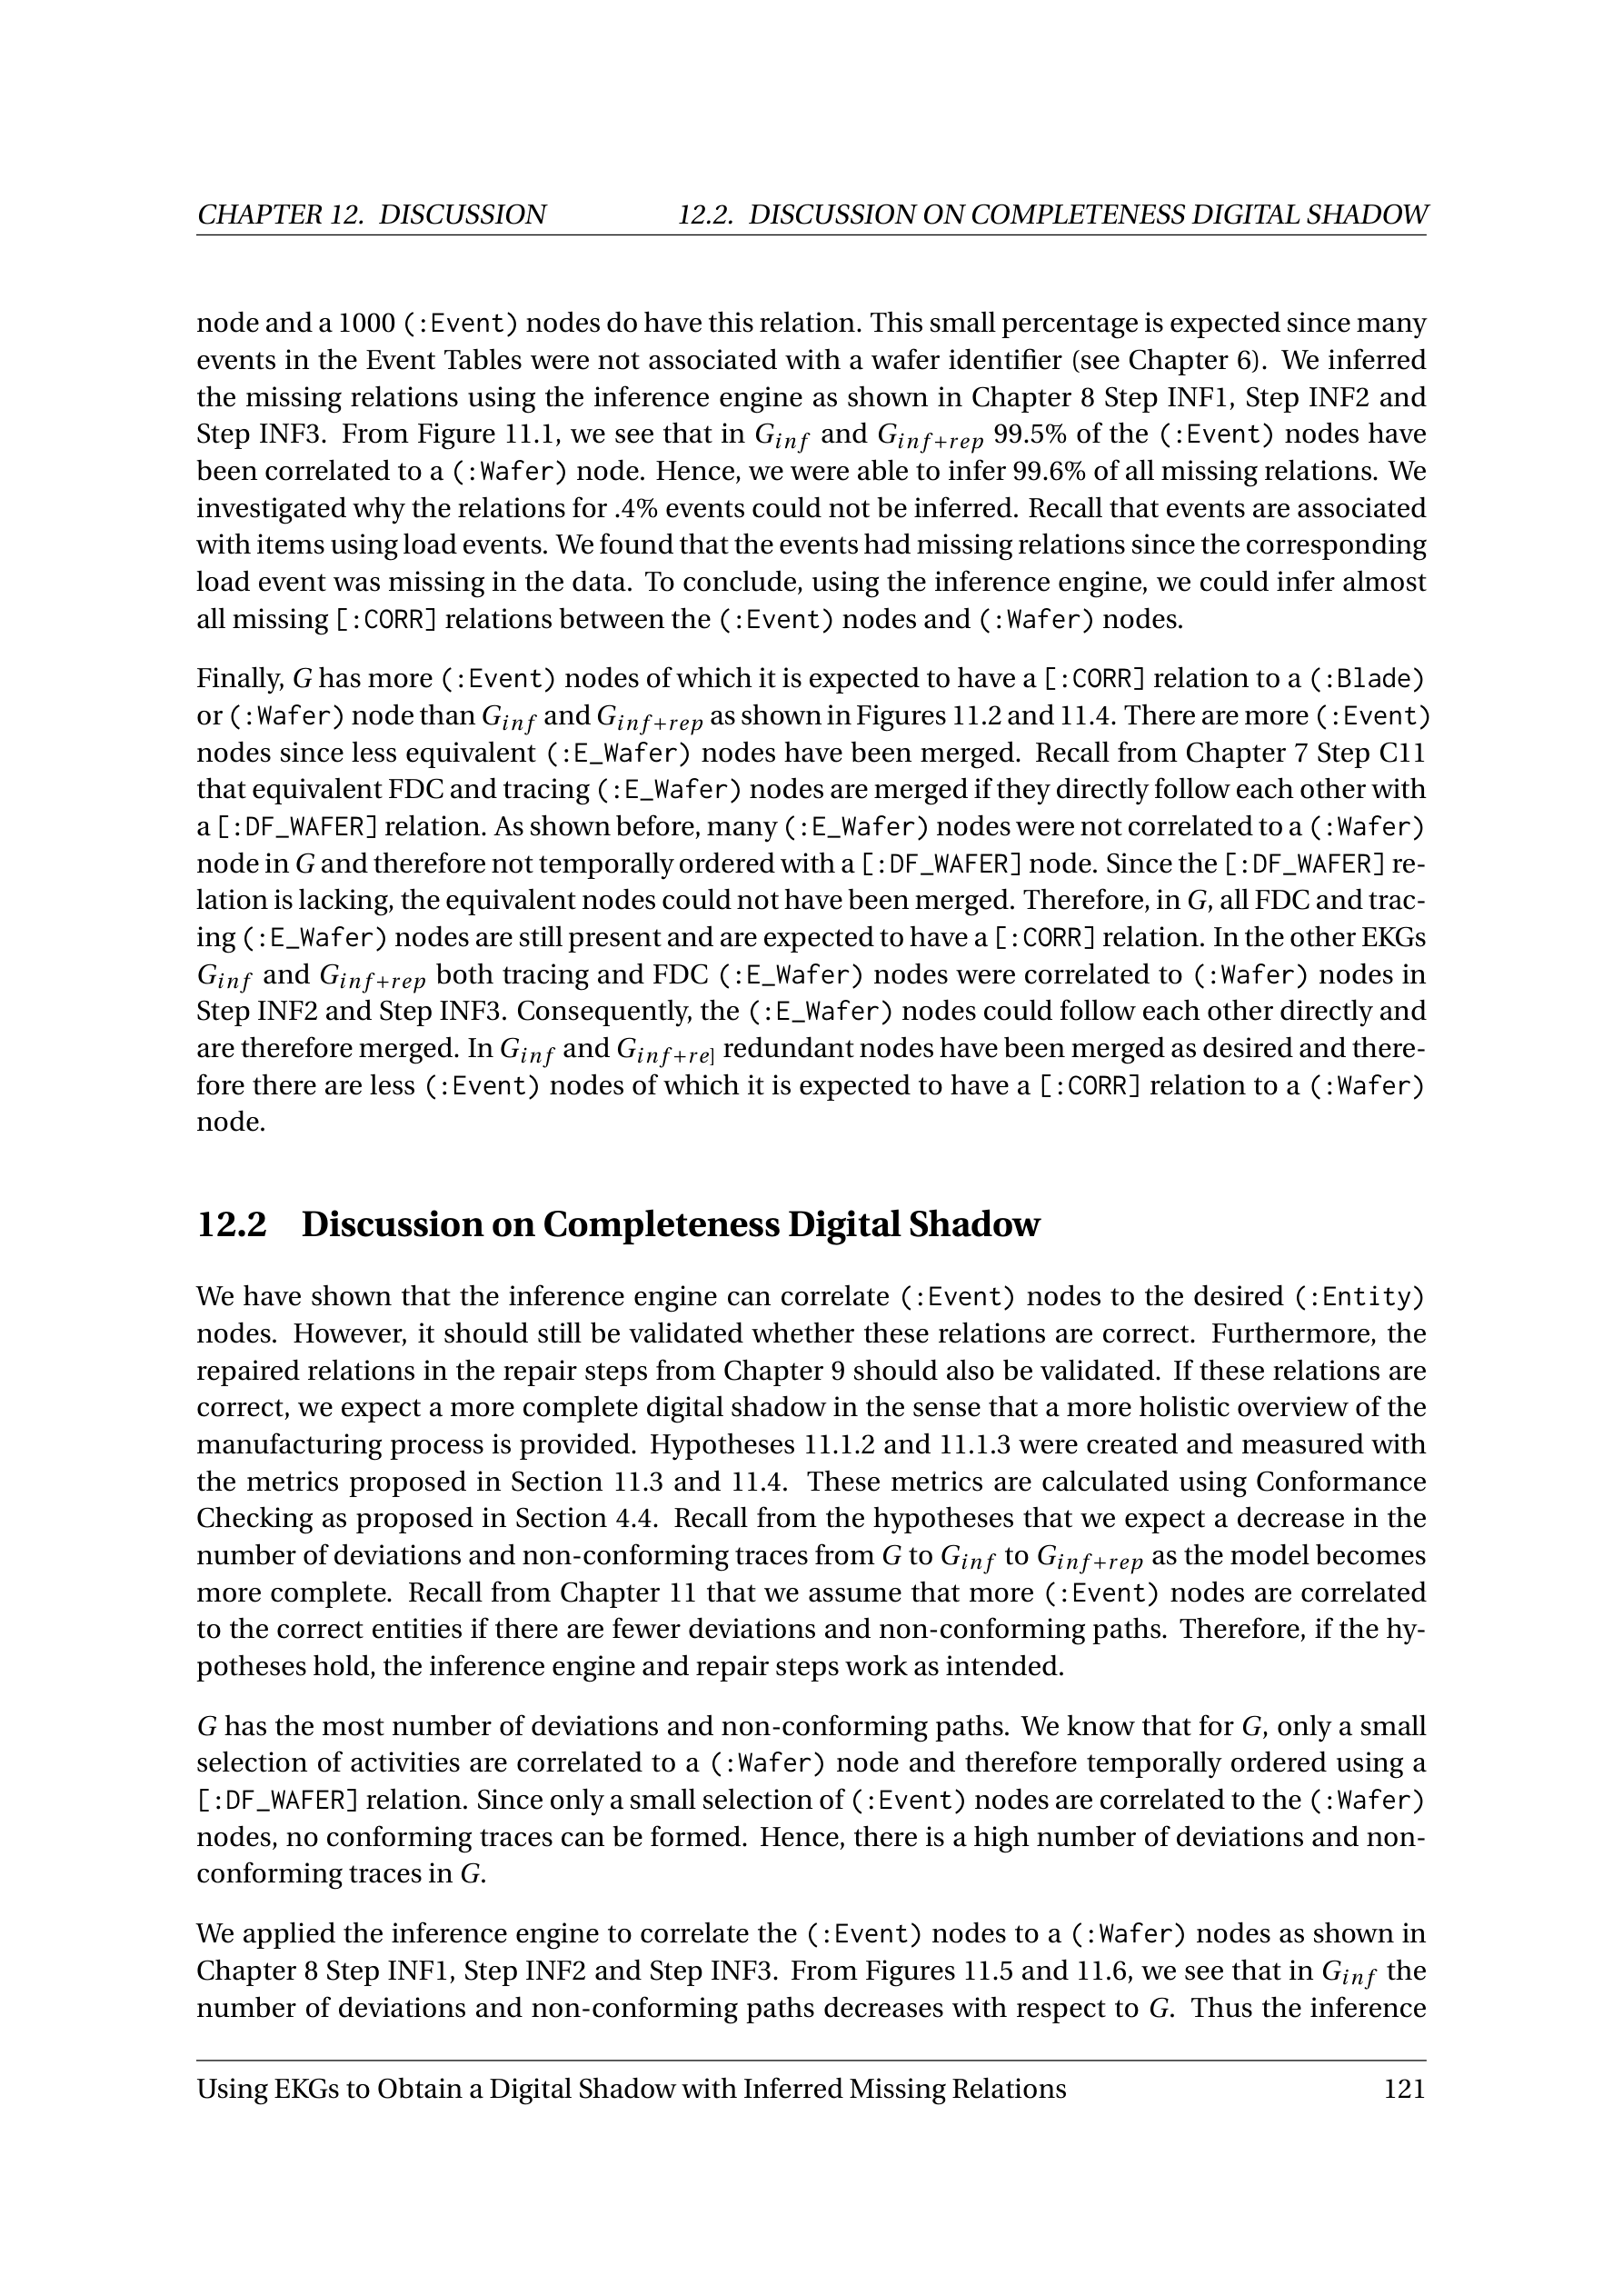 CHAPTER 12. DISCUSSION 12.2. DISCUSSION ON COMPLETENESS DIGITAL SHADOW
node and a 1000 (:Event) nodes do have this relation. This small percentage is expected since many
events in the Event Tables were not associated with a wafer identifier (see Chapter 6). We inferred
the missing relations using the inference engine as shown in Chapter 8 Step INF1, Step INF2 and
Step INF3. From Figure 11.1, we see that in G_inf and G_inf+rep 99.5% of the (:Event) nodes have
been correlated to a (:Wafer) node. Hence, we were able to infer 99.6% of all missing relations. We
investigated why the relations for .4% events could not be inferred. Recall that events are associated
with items using load events. We found that the events had missing relations since the corresponding
load event was missing in the data. To conclude, using the inference engine, we could infer almost
all missing [:CORR] relations between the (:Event) nodes and (:Wafer) nodes.
Finally, G has more (:Event) nodes of which it is expected to have a [:CORR] relation to a (:Blade)
or (:Wafer) node than G_inf and G_inf+rep as shown in Figures 11.2 and 11.4. There are more (:Event)
nodes since less equivalent (:E_Wafer) nodes have been merged. Recall from Chapter 7 Step C11
that equivalent FDC and tracing (:E_Wafer) nodes are merged if they directly follow each other with
a [:DF_WAFER] relation. As shown before, many (:E_Wafer) nodes were not correlated to a (:Wafer)
node in G and therefore not temporally ordered with a [:DF_WAFER] node. Since the [:DF_WAFER] re-
lation is lacking, the equivalent nodes could not have been merged. Therefore, in G, all FDC and trac-
ing (:E_Wafer) nodes are still present and are expected to have a [:CORR] relation. In the other EKGs
G_inf and G_inf+rep both tracing and FDC (:E_Wafer) nodes were correlated to (:Wafer) nodes in
Step INF2 and Step INF3. Consequently, the (:E_Wafer) nodes could follow each other directly and
are therefore merged. In G_inf and G_inf+re] redundant nodes have been merged as desired and there-
fore there are less (:Event) nodes of which it is expected to have a [:CORR] relation to a (:Wafer)
node.
12.2 Discussion on Completeness Digital Shadow
We have shown that the inference engine can correlate (:Event) nodes to the desired (:Entity)
nodes. However, it should still be validated whether these relations are correct. Furthermore, the
repaired relations in the repair steps from Chapter 9 should also be validated. If these relations are
correct, we expect a more complete digital shadow in the sense that a more holistic overview of the
manufacturing process is provided. Hypotheses 11.1.2 and 11.1.3 were created and measured with
the metrics proposed in Section 11.3 and 11.4. These metrics are calculated using Conformance
Checking as proposed in Section 4.4. Recall from the hypotheses that we expect a decrease in the
number of deviations and non-conforming traces from G to G_inf to G_inf+rep as the model becomes
more complete. Recall from Chapter 11 that we assume that more (:Event) nodes are correlated
to the correct entities if there are fewer deviations and non-conforming paths. Therefore, if the hy-
potheses hold, the inference engine and repair steps work as intended.
G has the most number of deviations and non-conforming paths. We know that for G, only a small
selection of activities are correlated to a (:Wafer) node and therefore temporally ordered using a
[:DF_WAFER] relation. Since only a small selection of (:Event) nodes are correlated to the (:Wafer)
nodes, no conforming traces can be formed. Hence, there is a high number of deviations and non-
conforming traces in G.
We applied the inference engine to correlate the (:Event) nodes to a (:Wafer) nodes as shown in
Chapter 8 Step INF1, Step INF2 and Step INF3. From Figures 11.5 and 11.6, we see that in G_inf the
number of deviations and non-conforming paths decreases with respect to G. Thus the inference
Using EKGs to Obtain a Digital Shadow with Inferred Missing Relations 121